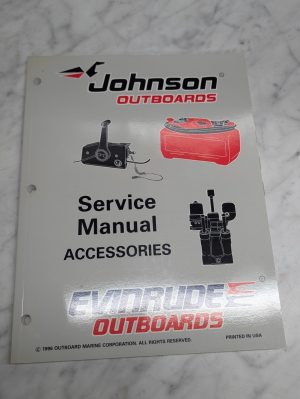 Johnson
OUTBOARDS
Service
Manual
ACCESSORIES
EVINRUDE
OUTBOARDS
© 1996 OUTBOARD MARINE CORPORATION. ALL RIGHTS RESERVED. PRINTED IN USA